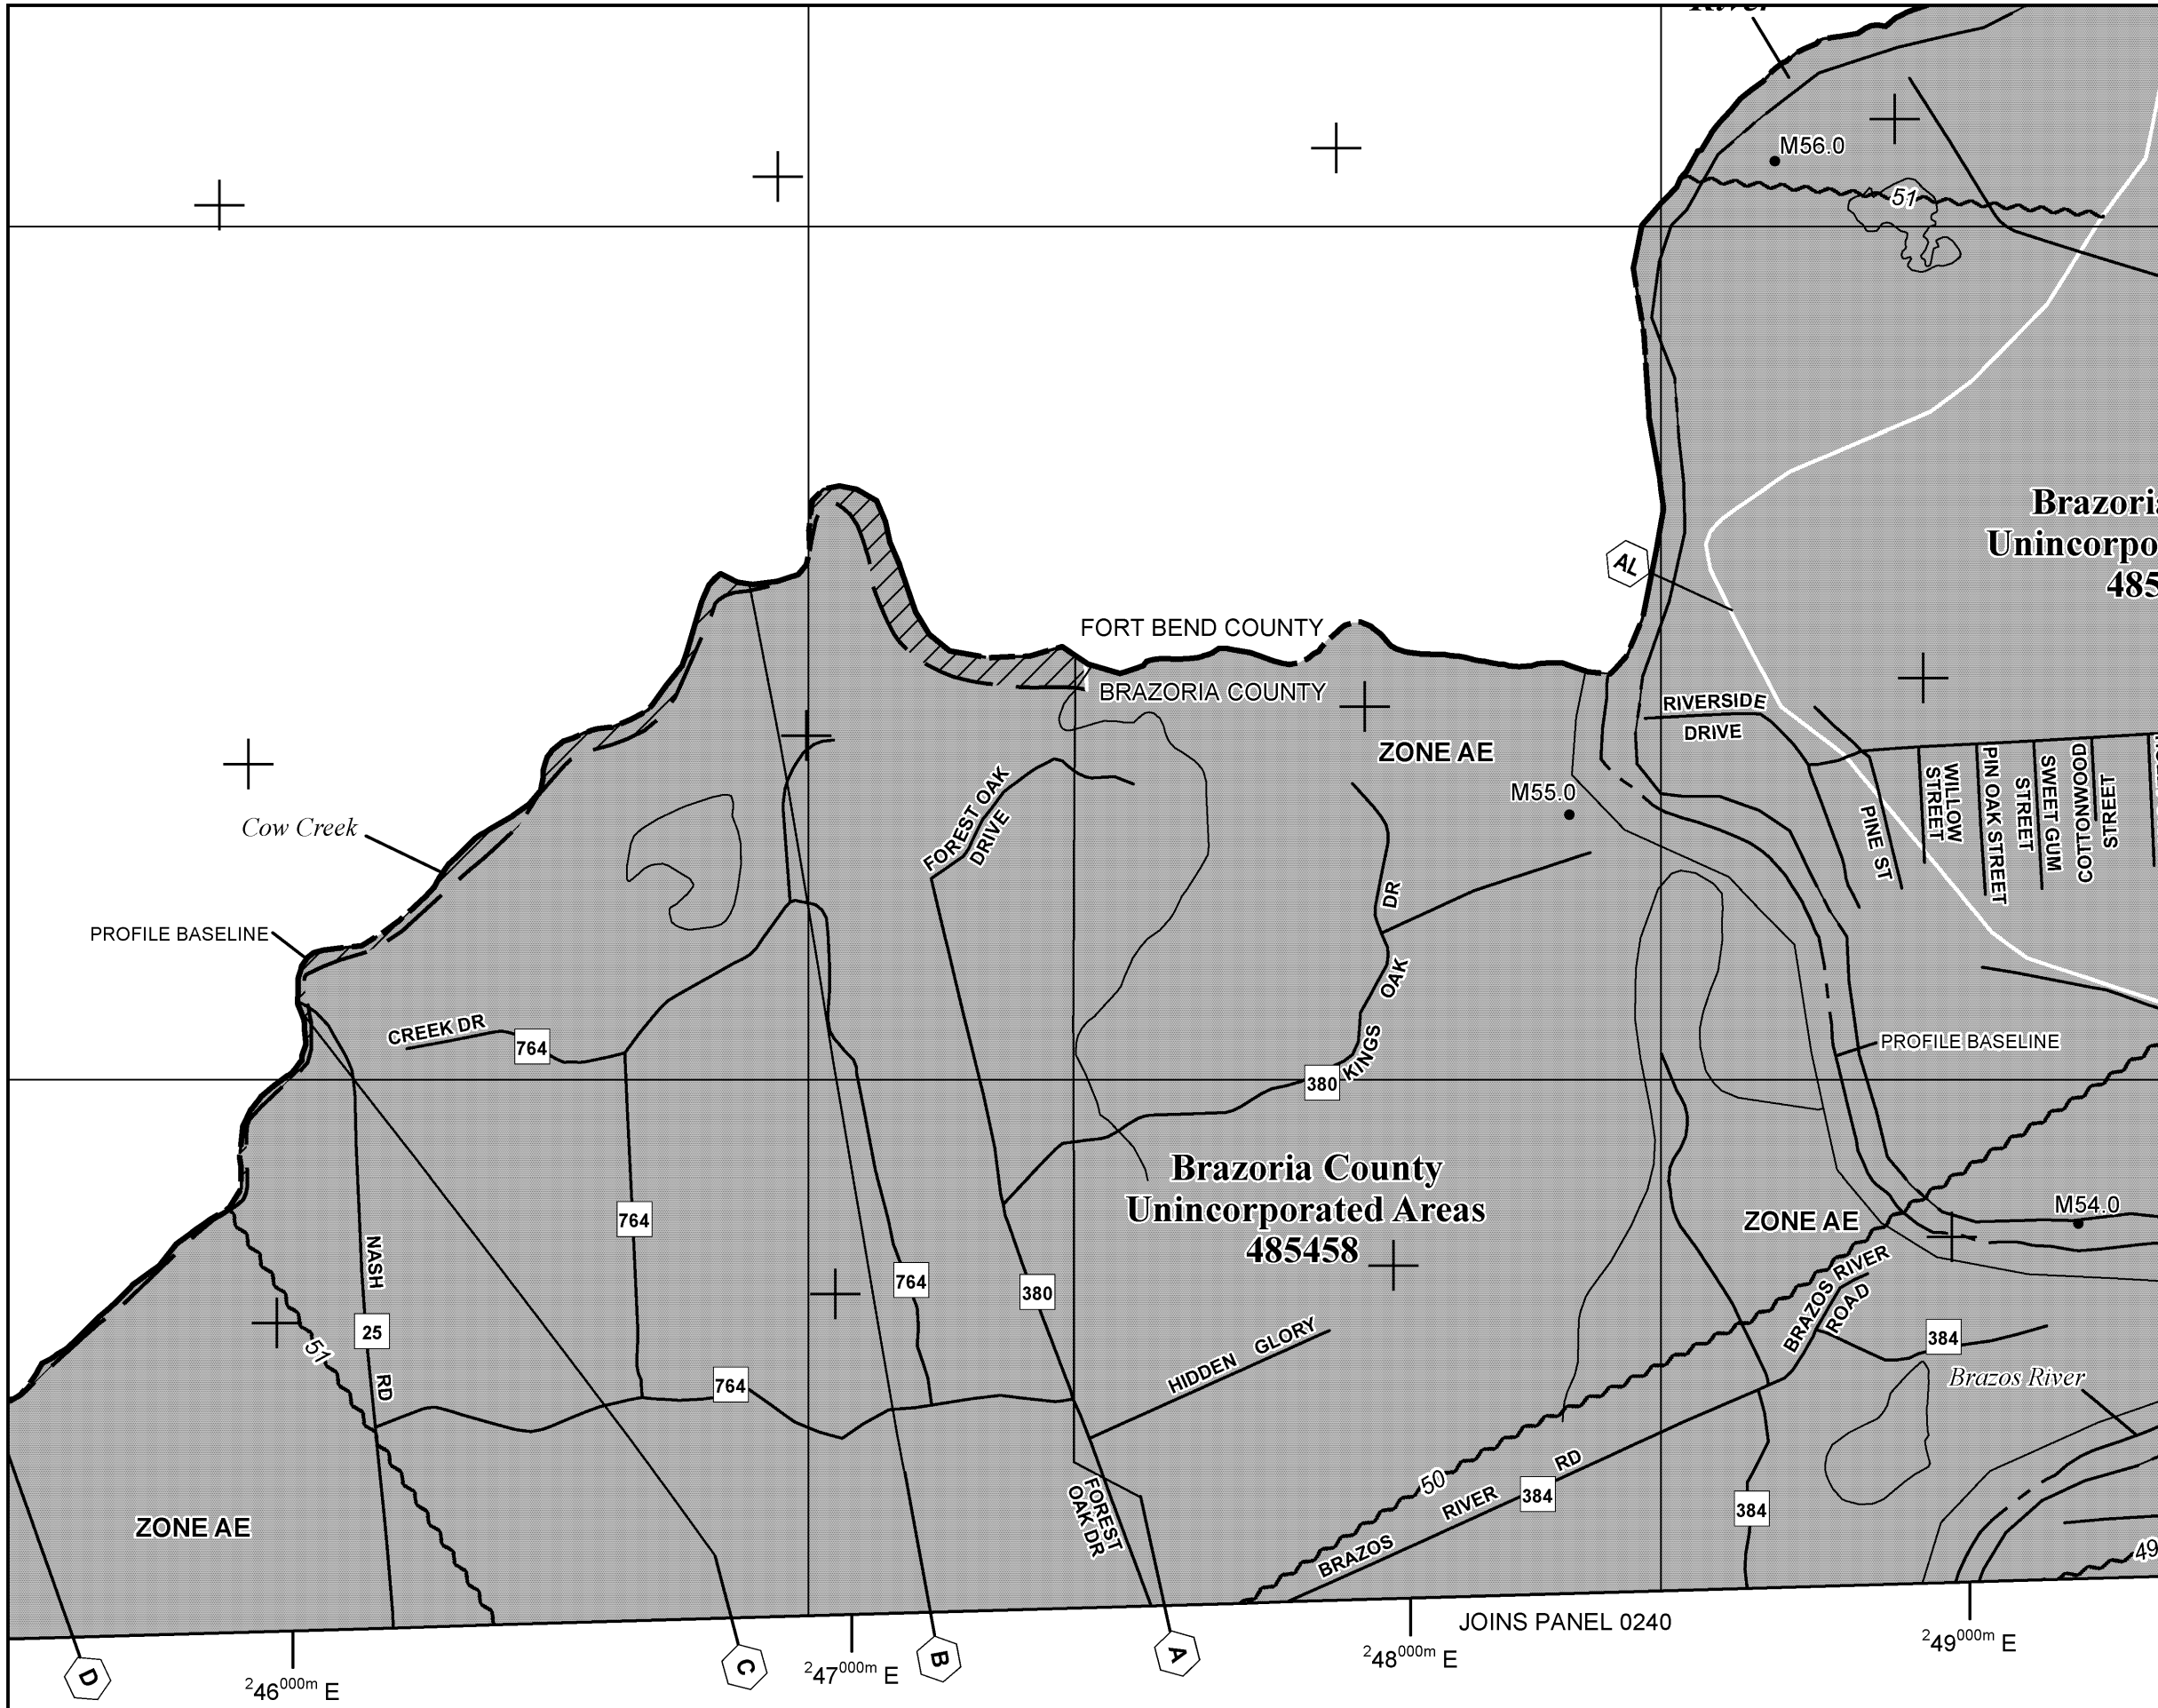 River
M56.0
51
Brazoria
Unincorpo
485
AL
FORT BEND COUNTY
BRAZORIA COUNTY
RIVERSIDE
DRIVE
ZONE AE
M55.0
WILLOW
STREET
PIN OAK STREET
SWEET GUM
STREET
COTTONWOOD
STREET
PINE ST
FOREST OAK
DRIVE
Cow Creek
PROFILE BASELINE
CREEK DR
764
KINGS OAK DR
380
PROFILE BASELINE
Brazoria County
Unincorporated Areas
485458
764
764
380
ZONE AE
M54.0
NASH RD
25
51
764
HIDDEN GLORY
BRAZOS RIVER
ROAD
384
Brazos River
50
BRAZOS RIVER RD
384
384
FOREST
OAK DR
ZONE AE
49
JOINS PANEL 0240
D
C
B
A
246000m E
247000m E
248000m E
249000m E